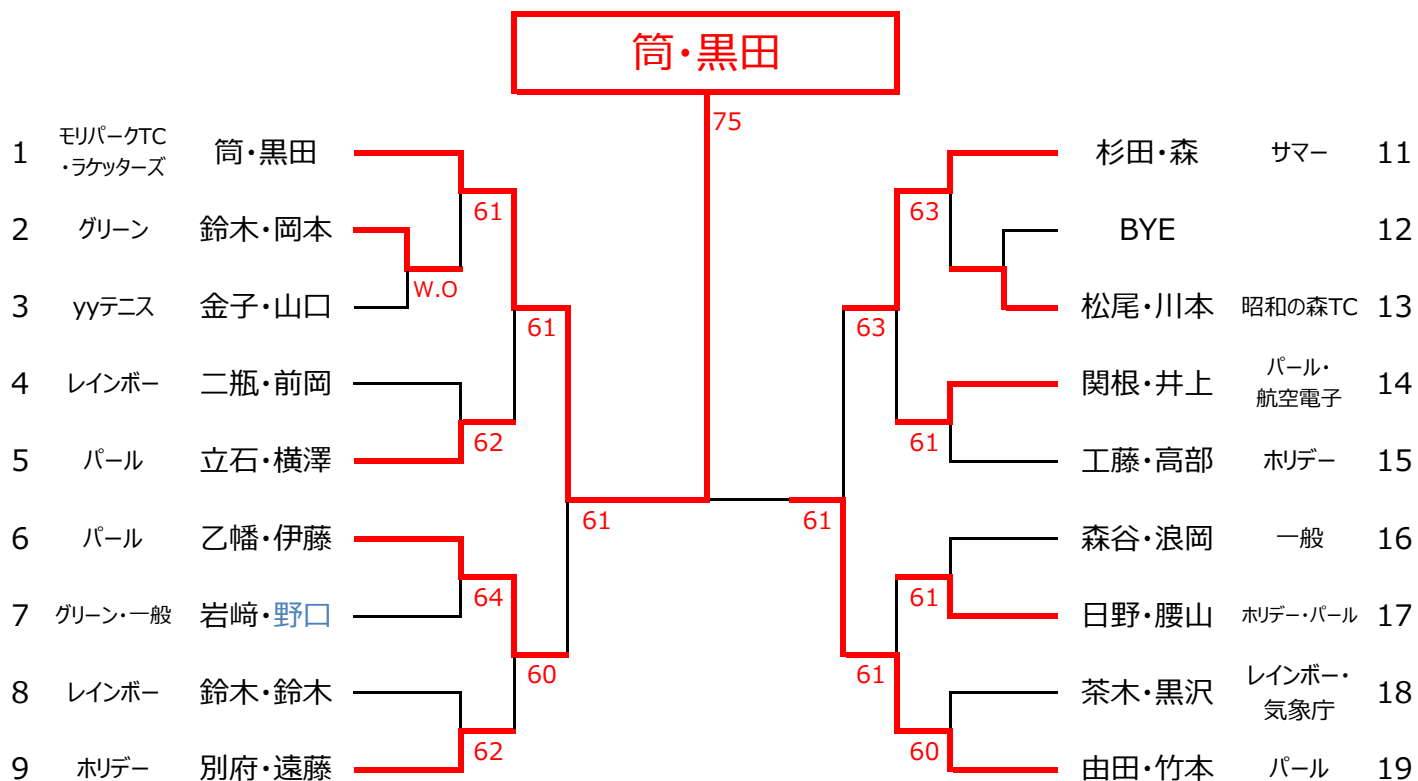 筒・黒田
75
1 モリパークTC・ラケッターズ 筒・黒田
61
2 グリーン 鈴木・岡本
W.O
3 yyテニス 金子・山口
61
4 レインボー 二瓶・前岡
62
5 パール 立石・横澤
61
6 パール 乙幡・伊藤
64
7 グリーン・一般 岩﨑・野口
60
8 レインボー 鈴木・鈴木
62
9 ホリデー 別府・遠藤
杉田・森 サマー 11
63
BYE 12
松尾・川本 昭和の森TC 13
63
関根・井上 パール・航空電子 14
61
工藤・高部 ホリデー 15
61
森谷・浪岡 一般 16
61
日野・腰山 ホリデー・パール 17
61
茶木・黒沢 レインボー・気象庁 18
60
由田・竹本 パール 19